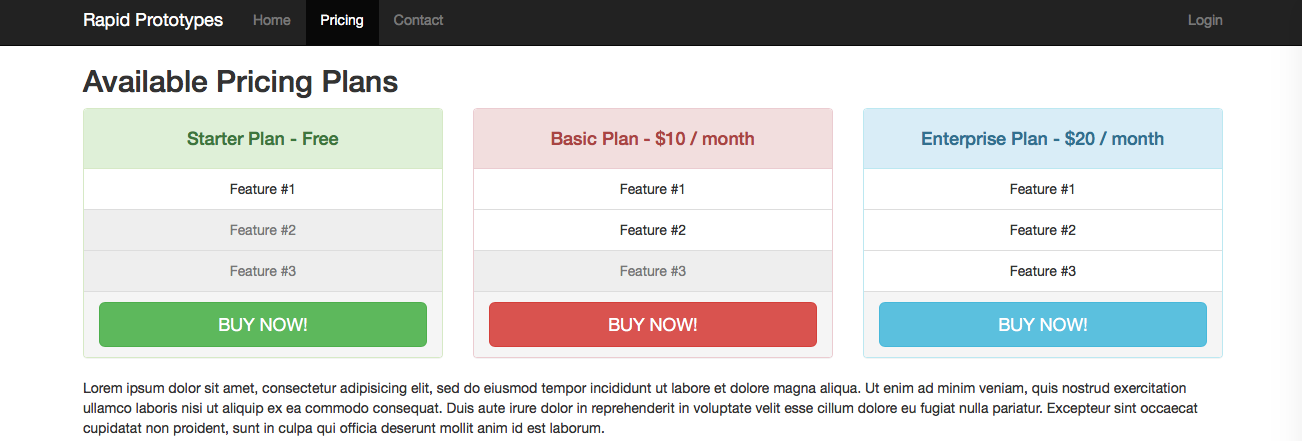 Rapid Prototypes Home Pricing Contact Login
Available Pricing Plans
Starter Plan - Free
Feature #1
Feature #2
Feature #3
BUY NOW!
Basic Plan - $10 / month
Feature #1
Feature #2
Feature #3
BUY NOW!
Enterprise Plan - $20 / month
Feature #1
Feature #2
Feature #3
BUY NOW!
Lorem ipsum dolor sit amet, consectetur adipisicing elit, sed do eiusmod tempor incididunt ut labore et dolore magna aliqua. Ut enim ad minim veniam, quis nostrud exercitation
ullamco laboris nisi ut aliquip ex ea commodo consequat. Duis aute irure dolor in reprehenderit in voluptate velit esse cillum dolore eu fugiat nulla pariatur. Excepteur sint occaecat
cupidatat non proident, sunt in culpa qui officia deserunt mollit anim id est laborum.